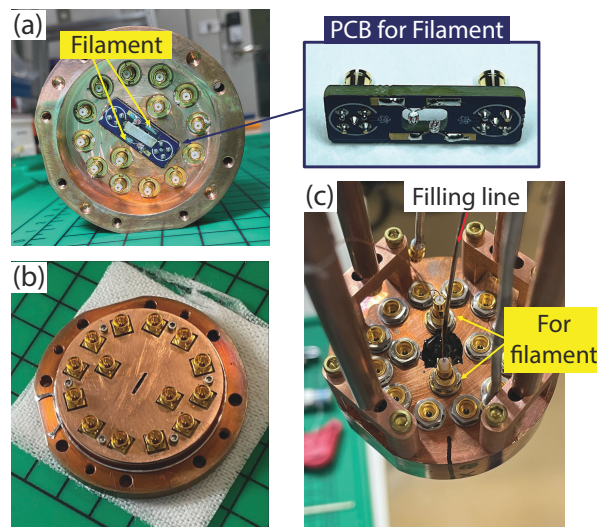 (a)
Filament
PCB for Filament
(b)
(c)
Filling line
For
filament